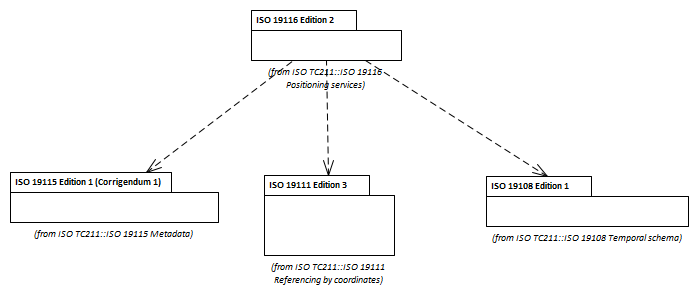 ISO 19116 Edition 2
(from ISO TC211::ISO 19116
Positioning services)
ISO 19115 Edition 1 (Corrigendum 1)
(from ISO TC211::ISO 19115 Metadata)
ISO 19111 Edition 3
(from ISO TC211::ISO 19111
Referencing by coordinates)
ISO 19108 Edition 1
(from ISO TC211::ISO 19108 Temporal schema)